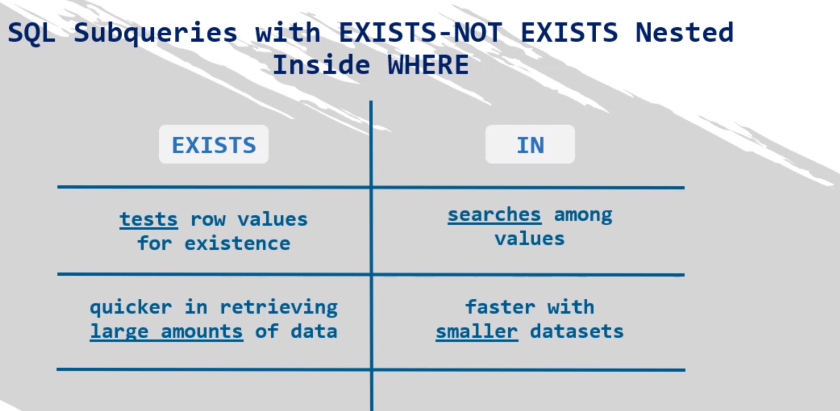 SQL Subqueries with EXISTS-NOT EXISTS Nested
Inside WHERE
EXISTS
IN
tests row values
for existence
searches among
values
quicker in retrieving
large amounts of data
faster with
smaller datasets